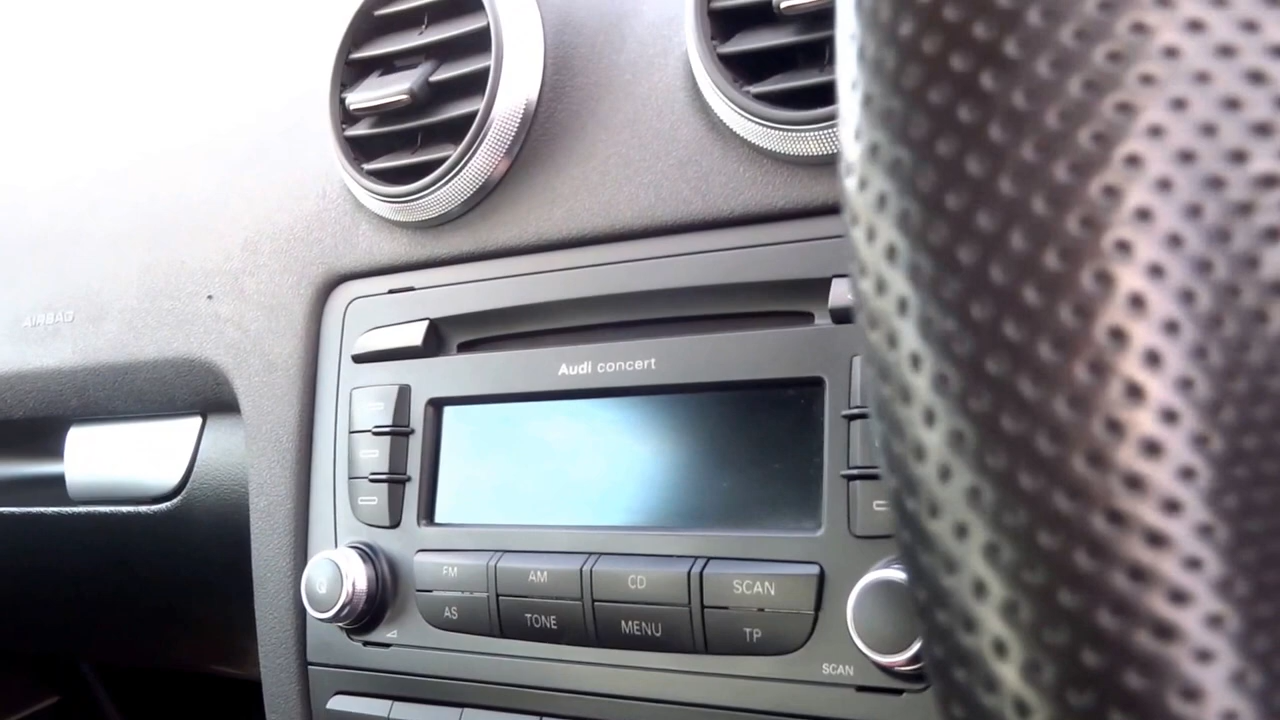 AIRBAG
Audi concert
FM AM CD SCAN
AS TONE MENU TP
SCAN